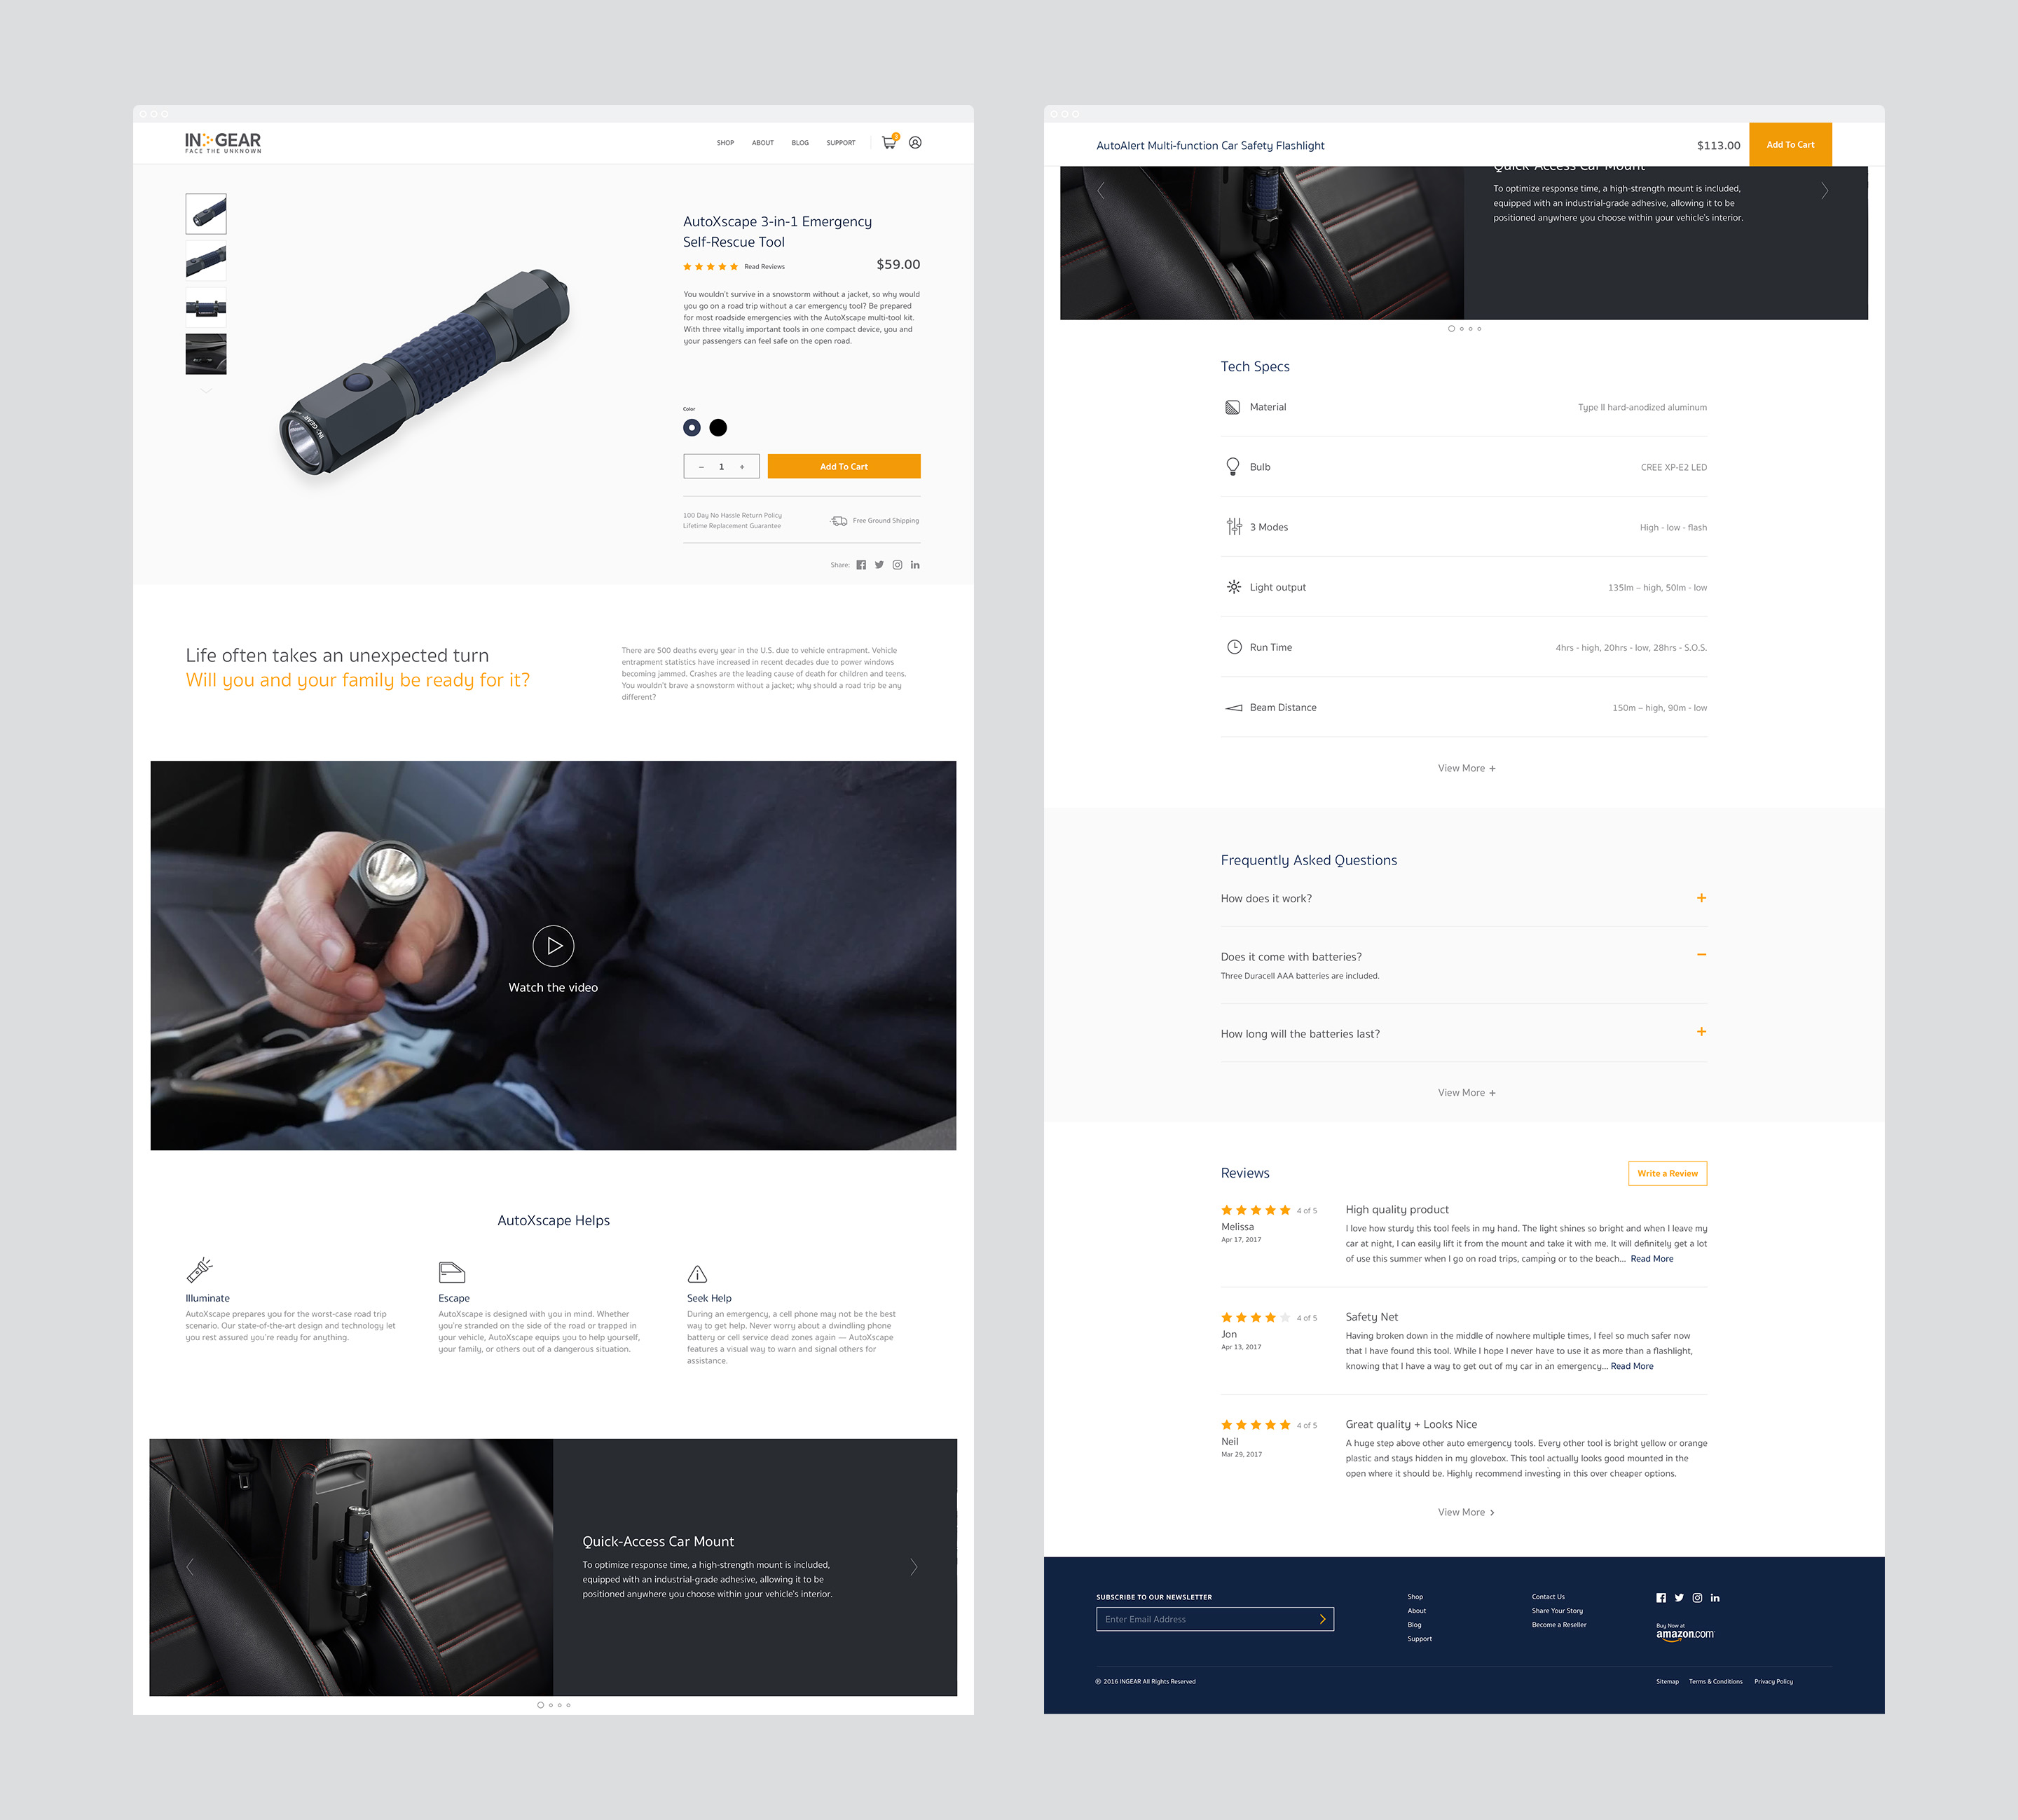 IN GEAR
FACE THE UNKNOWN
SHOP ABOUT BLOG SUPPORT
3
AutoXscape 3-in-1 Emergency
Self-Rescue Tool
Read Reviews $59.00
You wouldn't survive in a snowstorm without a jacket, so why would
you go on a road trip without a car emergency tool? Be prepared
for most roadside emergencies with the AutoXscape multi-tool kit.
With three vitally important tools in one compact device, you and
your passengers can feel safe on the open road.
IN-GEAR
Color
– 1 +
Add To Cart
100 Day No Hassle Return Policy
Lifetime Replacement Guarantee
Free Ground Shipping
Share:
Life often takes an unexpected turn
Will you and your family be ready for it?
There are 500 deaths every year in the U.S. due to vehicle entrapment. Vehicle
entrapment statistics have increased in recent decades due to power windows
becoming jammed. Crashes are the leading cause of death for children and teens.
You wouldn't brave a snowstorm without a jacket; why should a road trip be any
different?
Watch the video
AutoXscape Helps
Illuminate
AutoXscape prepares you for the worst-case road trip
scenario. Our state-of-the-art design and technology let
you rest assured you're ready for anything.
Escape
AutoXscape is designed with you in mind. Whether
you're stranded on the side of the road or trapped in
your vehicle, AutoXscape equips you to help yourself,
your family, or others out of a dangerous situation.
Seek Help
During an emergency, a cell phone may not be the best
way to get help. Never worry about a dwindling phone
battery or cell service dead zones again — AutoXscape
features a visual way to warn and signal others for
assistance.
Quick-Access Car Mount
To optimize response time, a high-strength mount is included,
equipped with an industrial-grade adhesive, allowing it to be
positioned anywhere you choose within your vehicle's interior.
AutoAlert Multi-function Car Safety Flashlight
$113.00
Add To Cart
Quick-Access Car Mount
To optimize response time, a high-strength mount is included,
equipped with an industrial-grade adhesive, allowing it to be
positioned anywhere you choose within your vehicle's interior.
Tech Specs
Material Type II hard-anodized aluminum
Bulb CREE XP-E2 LED
3 Modes High - low - flash
Light output 135lm – high, 50lm - low
Run Time 4hrs - high, 20hrs - low, 28hrs - S.O.S.
Beam Distance 150m – high, 90m - low
View More +
Frequently Asked Questions
How does it work? +
Does it come with batteries? –
Three Duracell AAA batteries are included.
How long will the batteries last? +
View More +
Reviews
Write a Review
4 of 5
Melissa
Apr 17, 2017
High quality product
I love how sturdy this tool feels in my hand. The light shines so bright and when I leave my
car at night, I can easily lift it from the mount and take it with me. It will definitely get a lot
of use this summer when I go on road trips, camping or to the beach... Read More
4 of 5
Jon
Apr 13, 2017
Safety Net
Having broken down in the middle of nowhere multiple times, I feel so much safer now
that I have found this tool. While I hope I never have to use it as more than a flashlight,
knowing that I have a way to get out of my car in an emergency... Read More
4 of 5
Neil
Mar 29, 2017
Great quality + Looks Nice
A huge step above other auto emergency tools. Every other tool is bright yellow or orange
plastic and stays hidden in my glovebox. This tool actually looks good mounted in the
open where it should be. Highly recommend investing in this over cheaper options.
View More >
SUBSCRIBE TO OUR NEWSLETTER
Enter Email Address
Shop
About
Blog
Support
Contact Us
Share Your Story
Become a Reseller
Buy Now at
amazon.com
® 2016 INGEAR All Rights Reserved
Sitemap Terms & Conditions Privacy Policy